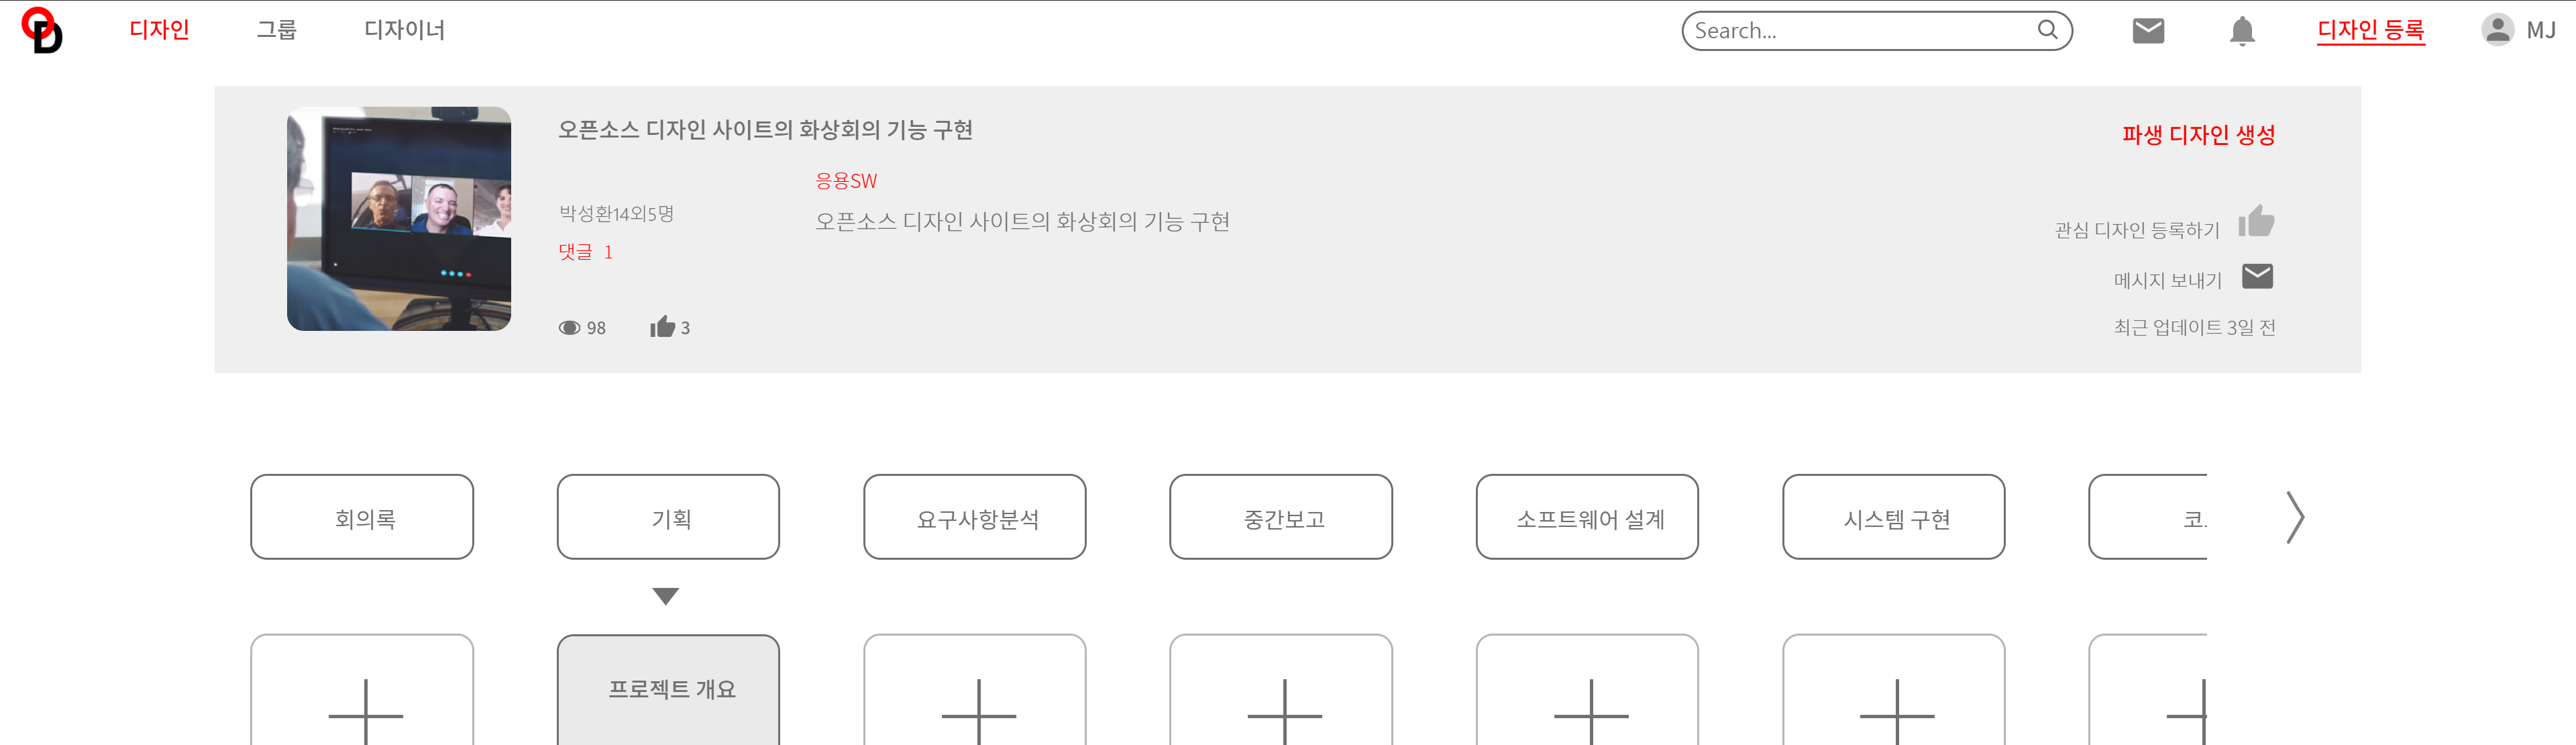 디자인 그룹 디자이너 Search... 디자인 등록 MJ
오픈소스 디자인 사이트의 화상회의 기능 구현
파생 디자인 생성
응용SW
박성환14외5명
오픈소스 디자인 사이트의 화상회의 기능 구현
관심 디자인 등록하기
댓글 1
메시지 보내기
98 3
최근 업데이트 3일 전
회의록 기획 요구사항분석 중간보고 소프트웨어 설계 시스템 구현 코
프로젝트 개요